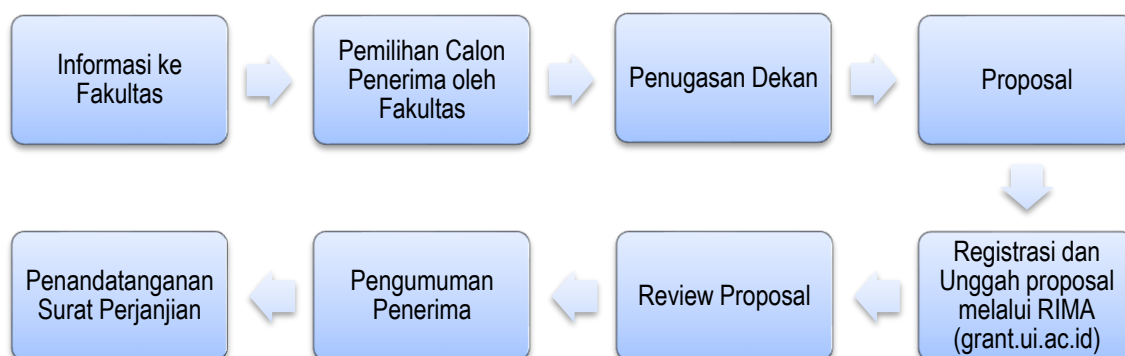 Informasi ke
Fakultas
Pemilihan Calon
Penerima oleh
Fakultas
Penugasan Dekan
Proposal
Registrasi dan
Unggah proposal
melalui RIMA
(grant.ui.ac.id)
Review Proposal
Pengumuman
Penerima
Penandatanganan
Surat Perjanjian